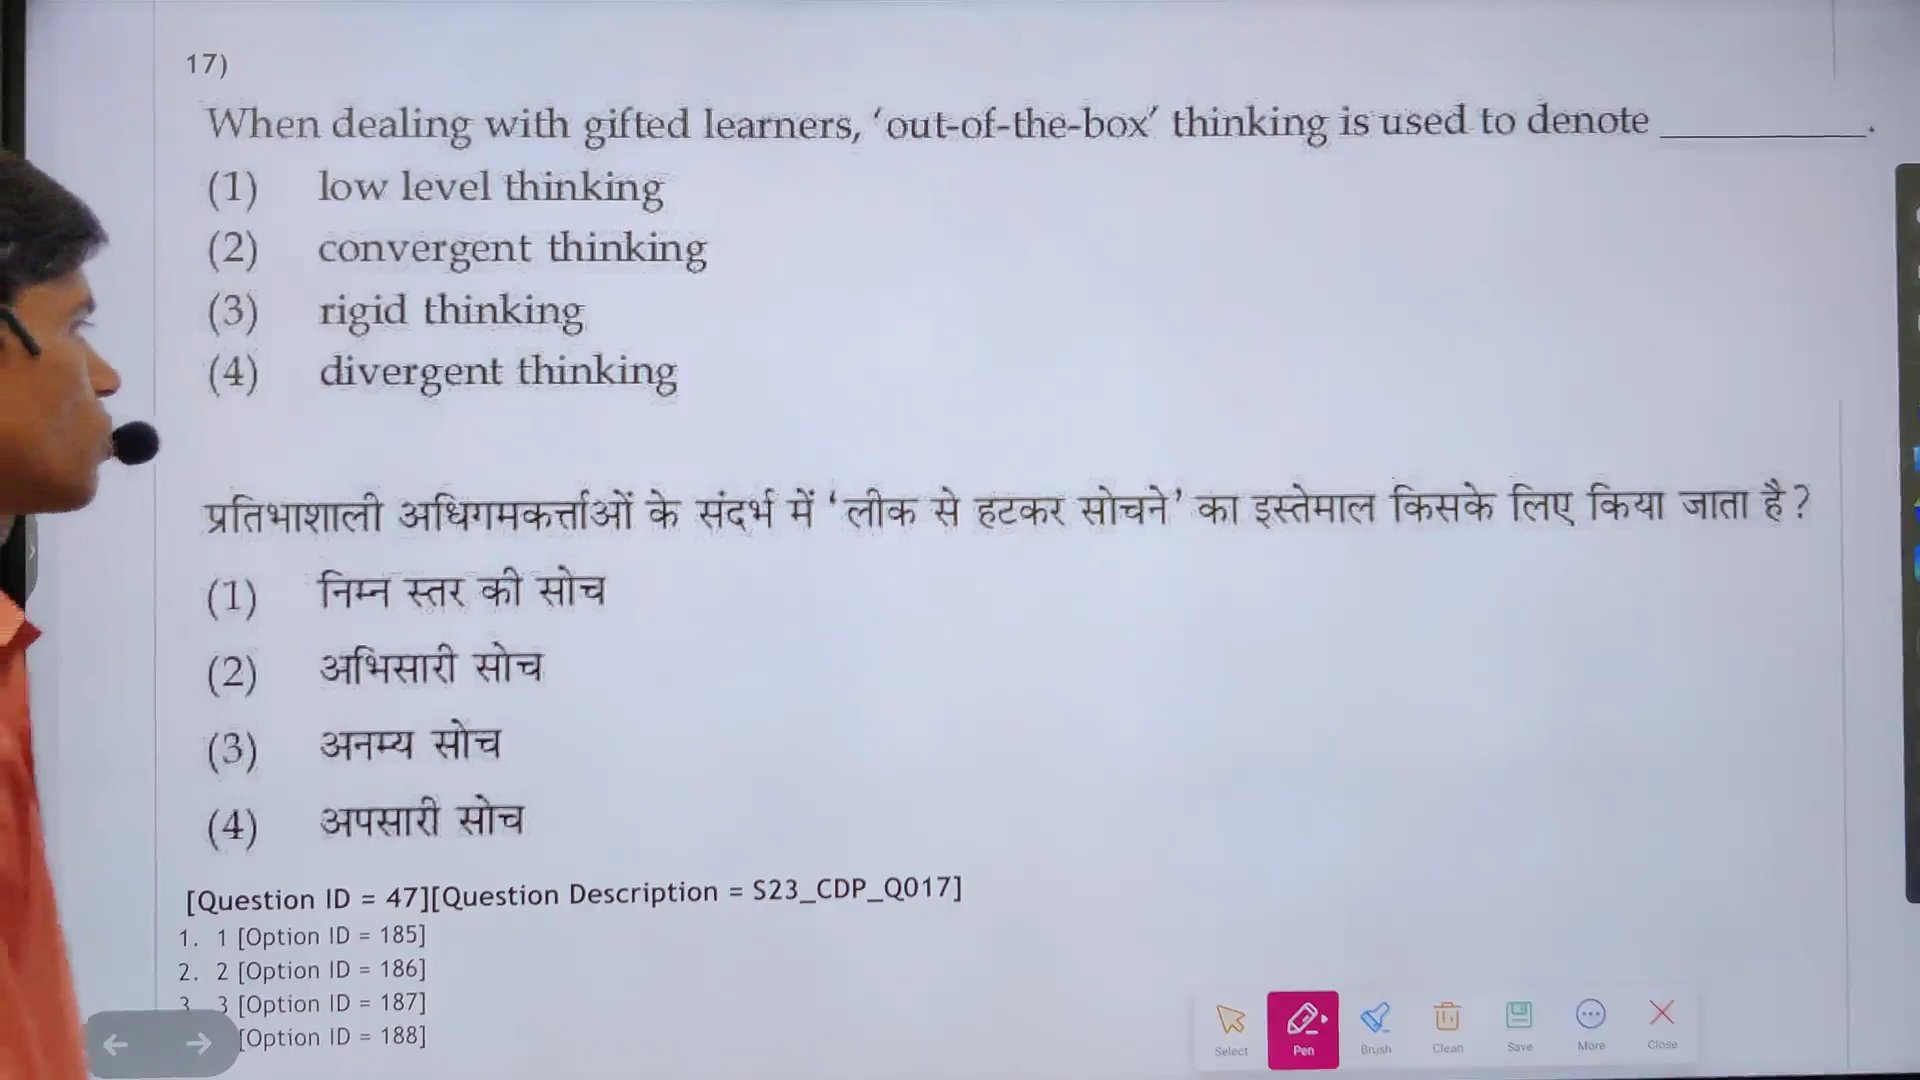 17)
When dealing with gifted learners, ‘out-of-the-box’ thinking is used to denote __________.
(1) low level thinking
(2) convergent thinking
(3) rigid thinking
(4) divergent thinking
प्रतिभाशाली अधिगमकर्त्ताओं के संदर्भ में ‘लीक से हटकर सोचने’ का इस्तेमाल किसके लिए किया जाता है?
(1) निम्न स्तर की सोच
(2) अभिसारी सोच
(3) अनम्य सोच
(4) अपसारी सोच
[Question ID = 47][Question Description = S23_CDP_Q017]
1. 1 [Option ID = 185]
2. 2 [Option ID = 186]
3. 3 [Option ID = 187]
[Option ID = 188]
Select Pen Brush Clean Save More Close